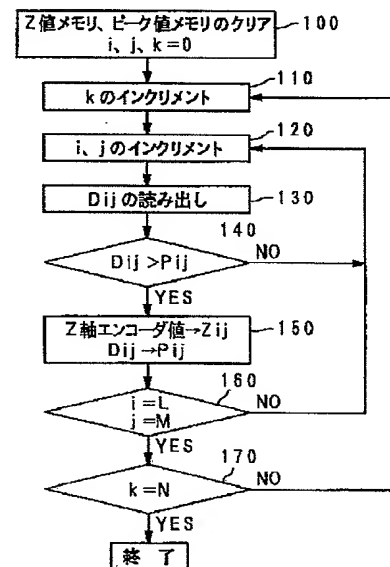 Z値メモリ、ピーク値メモリのクリア
i、j、k=0
100
kのインクリメント
110
i、jのインクリメント
120
Dijの読み出し
130
140
Dij>Pij
NO
YES
Z軸エンコーダ値→Zij
Dij→Pij
150
160
i=L
j=M
NO
YES
170
k=N
NO
YES
終 了